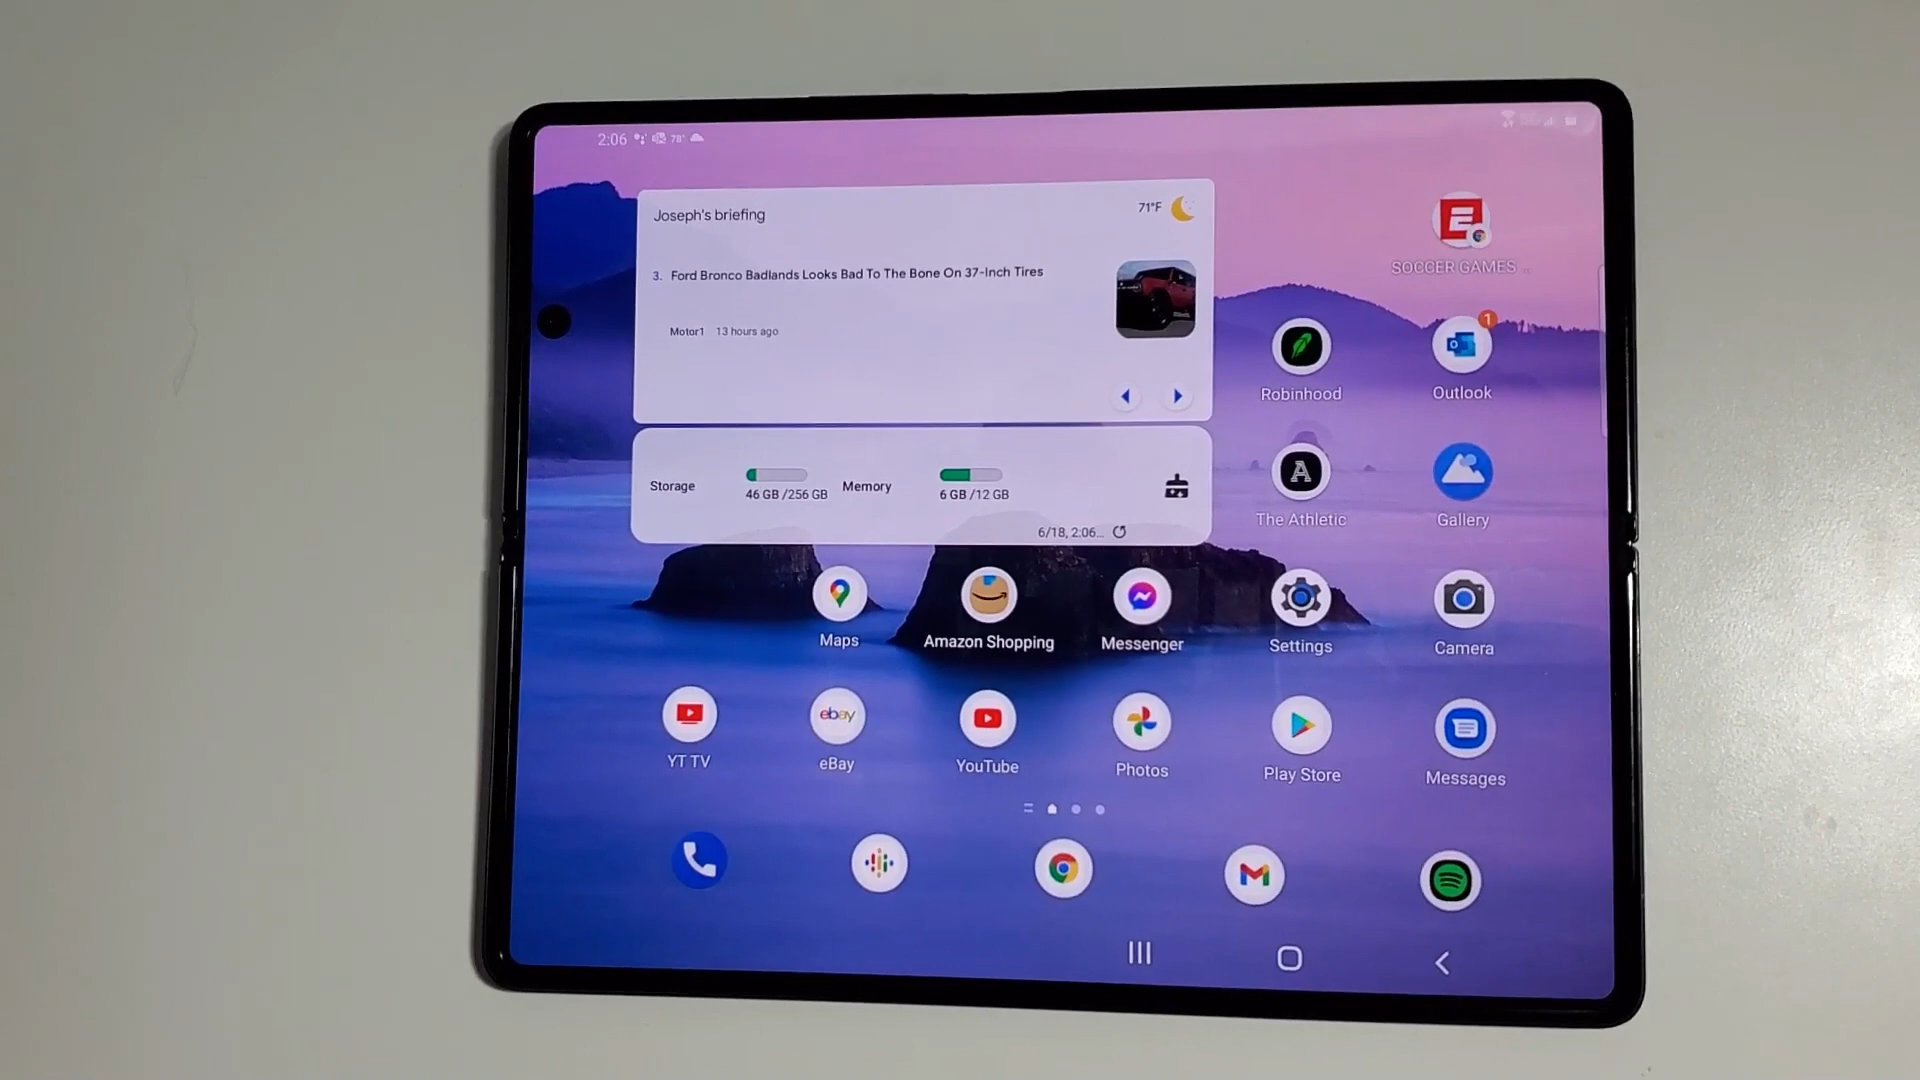 2:06 78°
Joseph's briefing
71°F
3. Ford Bronco Badlands Looks Bad To The Bone On 37-Inch Tires
Motor1 13 hours ago
SOCCER GAMES ...
Robinhood
Outlook
1
Storage
46 GB /256 GB
Memory
6 GB /12 GB
6/18, 2:06...
A
The Athletic
Gallery
Maps
Amazon Shopping
Messenger
Settings
Camera
ebay
YT TV
eBay
YouTube
Photos
Play Store
Messages